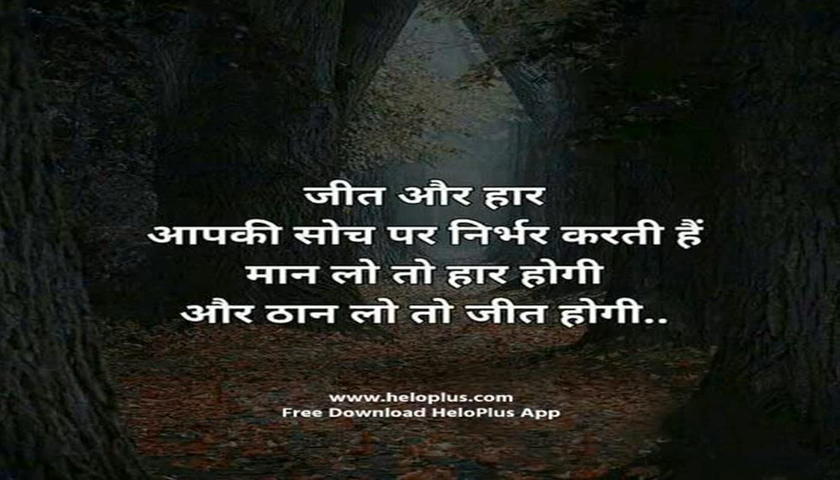 जीत और हार
आपकी सोच पर निर्भर करती हैं
मान लो तो हार होगी
और ठान लो तो जीत होगी..
www.heloplus.com
Free Download HeloPlus App